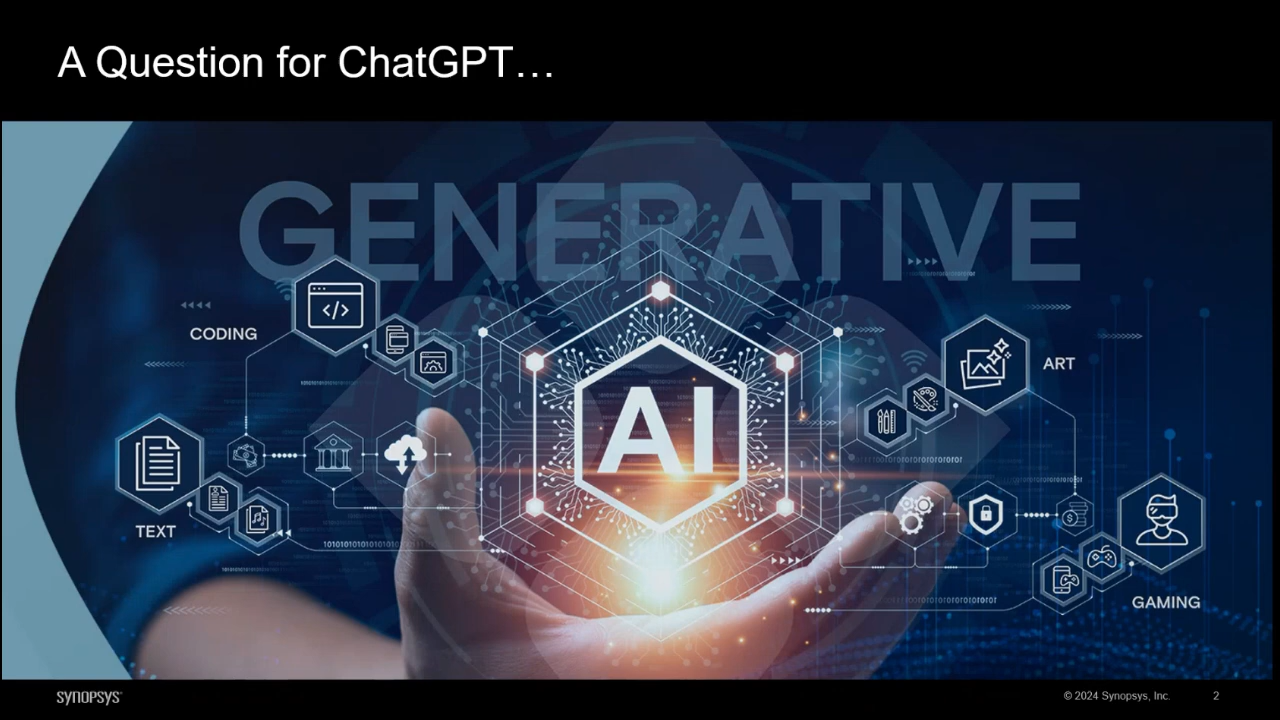 A Question for ChatGPT…
GENERATIVE
AI
CODING
TEXT
ART
GAMING
SYNOPSYS
© 2024 Synopsys, Inc.
2